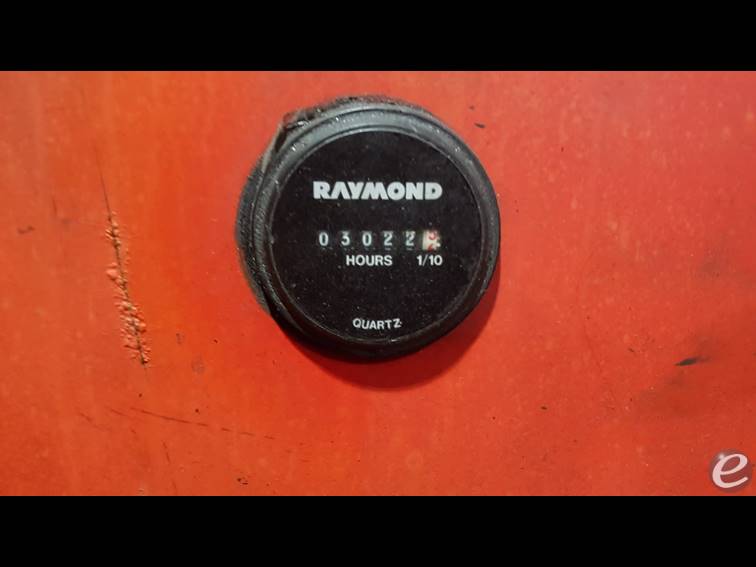 RAYMOND
03022
HOURS 1/10
QUARTZ
e